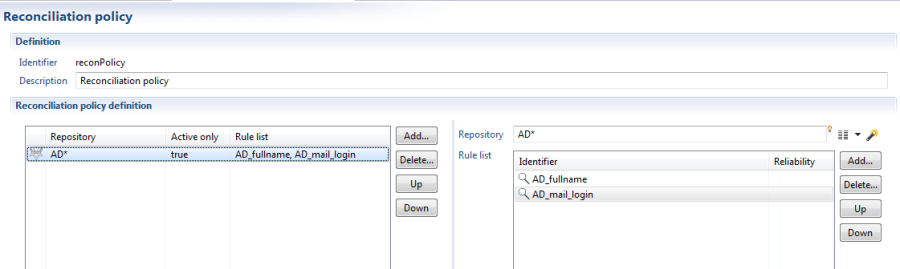 Reconciliation policy
Definition
Identifier reconPolicy
Description Reconciliation policy
Reconciliation policy definition
Repository Active only Rule list
AD* true AD_fullname, AD_mail_login
Add...
Delete...
Up
Down
Repository AD*
Rule list
Identifier Reliability
AD_fullname
AD_mail_login
Add...
Delete...
Up
Down